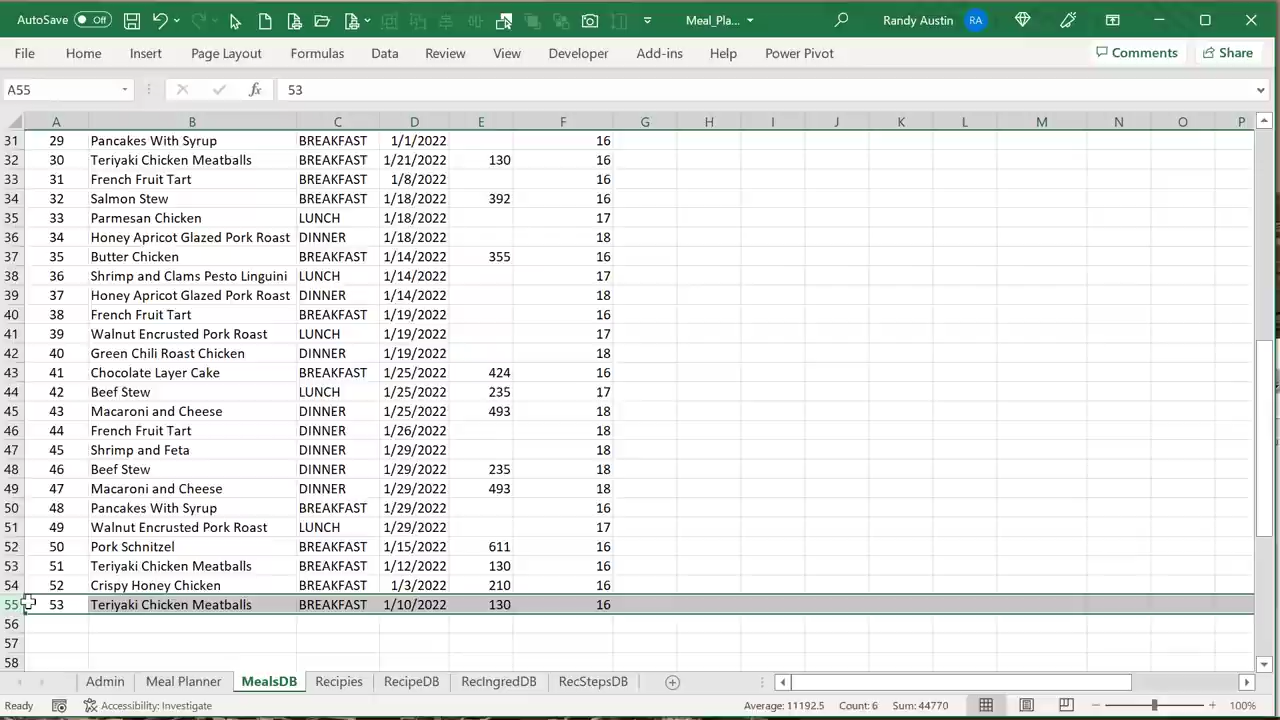 AutoSave Off Meal_Pla... Randy Austin RA
File Home Insert Page Layout Formulas Data Review View Developer Add-ins Help Power Pivot Comments Share
A55 fx 53
A B C D E F G H I J K L M N O P
31 29 Pancakes With Syrup BREAKFAST 1/1/2022 16
32 30 Teriyaki Chicken Meatballs BREAKFAST 1/21/2022 130 16
33 31 French Fruit Tart BREAKFAST 1/8/2022 16
34 32 Salmon Stew BREAKFAST 1/18/2022 392 16
35 33 Parmesan Chicken LUNCH 1/18/2022 17
36 34 Honey Apricot Glazed Pork Roast DINNER 1/18/2022 18
37 35 Butter Chicken BREAKFAST 1/14/2022 355 16
38 36 Shrimp and Clams Pesto Linguini LUNCH 1/14/2022 17
39 37 Honey Apricot Glazed Pork Roast DINNER 1/14/2022 18
40 38 French Fruit Tart BREAKFAST 1/19/2022 16
41 39 Walnut Encrusted Pork Roast LUNCH 1/19/2022 17
42 40 Green Chili Roast Chicken DINNER 1/19/2022 18
43 41 Chocolate Layer Cake BREAKFAST 1/25/2022 424 16
44 42 Beef Stew LUNCH 1/25/2022 235 17
45 43 Macaroni and Cheese DINNER 1/25/2022 493 18
46 44 French Fruit Tart DINNER 1/26/2022 18
47 45 Shrimp and Feta DINNER 1/29/2022 18
48 46 Beef Stew DINNER 1/29/2022 235 18
49 47 Macaroni and Cheese DINNER 1/29/2022 493 18
50 48 Pancakes With Syrup BREAKFAST 1/29/2022 16
51 49 Walnut Encrusted Pork Roast LUNCH 1/29/2022 17
52 50 Pork Schnitzel BREAKFAST 1/15/2022 611 16
53 51 Teriyaki Chicken Meatballs BREAKFAST 1/12/2022 130 16
54 52 Crispy Honey Chicken BREAKFAST 1/3/2022 210 16
55 53 Teriyaki Chicken Meatballs BREAKFAST 1/10/2022 130 16
56
57
58
Admin Meal Planner MealsDB Recipies RecipeDB RecIngredDB RecStepsDB
Ready Accessibility: Investigate Average: 11192.5 Count: 6 Sum: 44770 100%